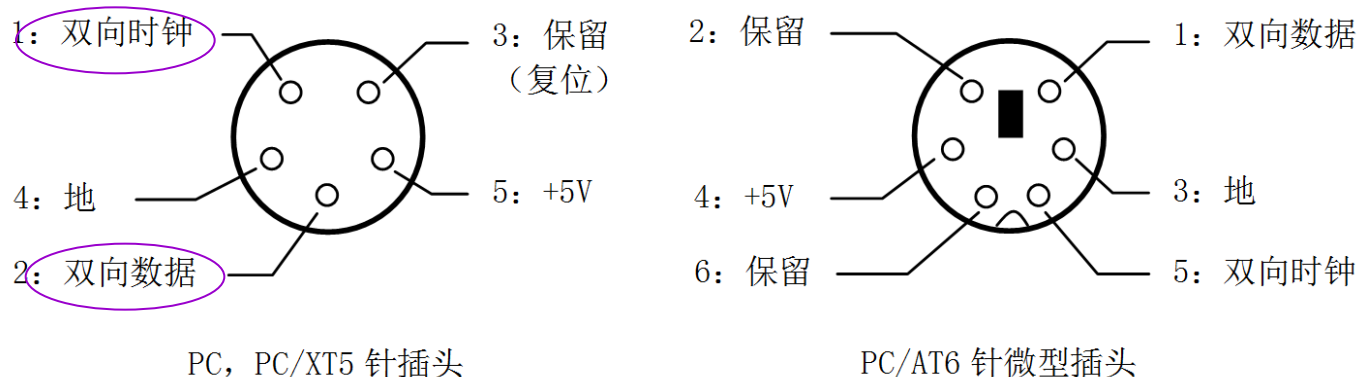 1：双向时钟
3：保留
（复位）
4：地
5：+5V
2：双向数据
PC，PC/XT5 针插头
2：保留
1：双向数据
4：+5V
3：地
6：保留
5：双向时钟
PC/AT6 针微型插头